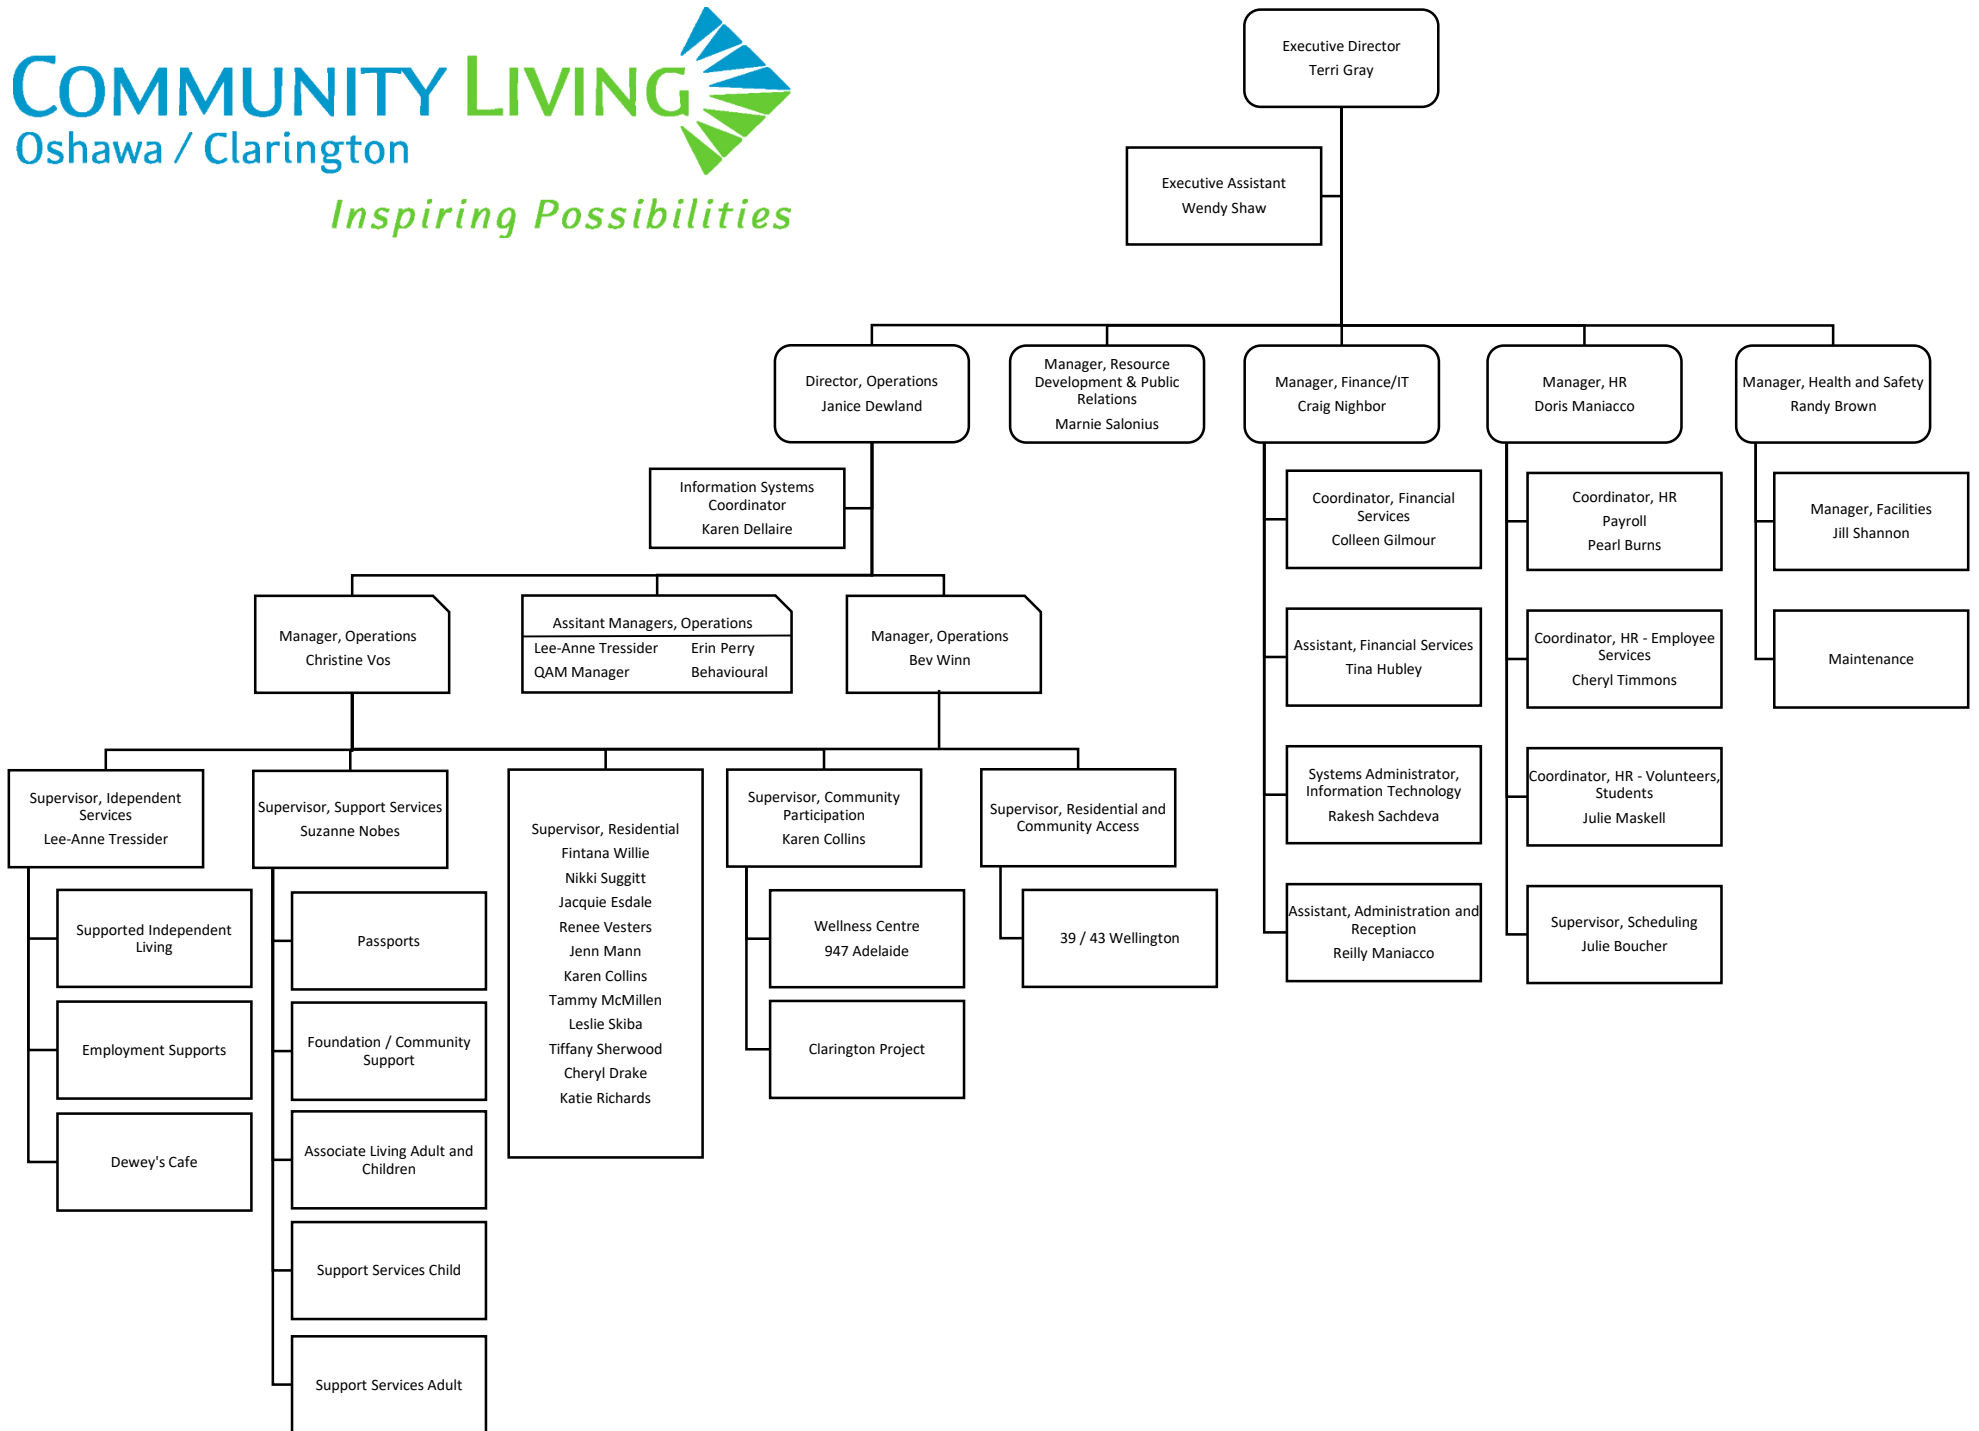 COMMUNITY LIVING
Oshawa / Clarington
Inspiring Possibilities
Executive Director
Terri Gray
Executive Assistant
Wendy Shaw
Director, Operations
Janice Dewland
Manager, Resource
Development & Public
Relations
Marnie Salonius
Manager, Finance/IT
Craig Nighbor
Manager, HR
Doris Maniacco
Manager, Health and Safety
Randy Brown
Information Systems
Coordinator
Karen Dellaire
Manager, Operations
Christine Vos
Assitant Managers, Operations
Lee-Anne Tressider Erin Perry
QAM Manager Behavioural
Manager, Operations
Bev Winn
Supervisor, Idependent
Services
Lee-Anne Tressider
Supported Independent
Living
Employment Supports
Dewey's Cafe
Supervisor, Support Services
Suzanne Nobes
Passports
Foundation / Community
Support
Associate Living Adult and
Children
Support Services Child
Support Services Adult
Supervisor, Residential
Fintana Willie
Nikki Suggitt
Jacquie Esdale
Renee Vesters
Jenn Mann
Karen Collins
Tammy McMillen
Leslie Skiba
Tiffany Sherwood
Cheryl Drake
Katie Richards
Supervisor, Community
Participation
Karen Collins
Wellness Centre
947 Adelaide
Clarington Project
Supervisor, Residential and
Community Access
39 / 43 Wellington
Coordinator, Financial
Services
Colleen Gilmour
Assistant, Financial Services
Tina Hubley
Systems Administrator,
Information Technology
Rakesh Sachdeva
Assistant, Administration and
Reception
Reilly Maniacco
Coordinator, HR
Payroll
Pearl Burns
Coordinator, HR - Employee
Services
Cheryl Timmons
Coordinator, HR - Volunteers,
Students
Julie Maskell
Supervisor, Scheduling
Julie Boucher
Manager, Facilities
Jill Shannon
Maintenance